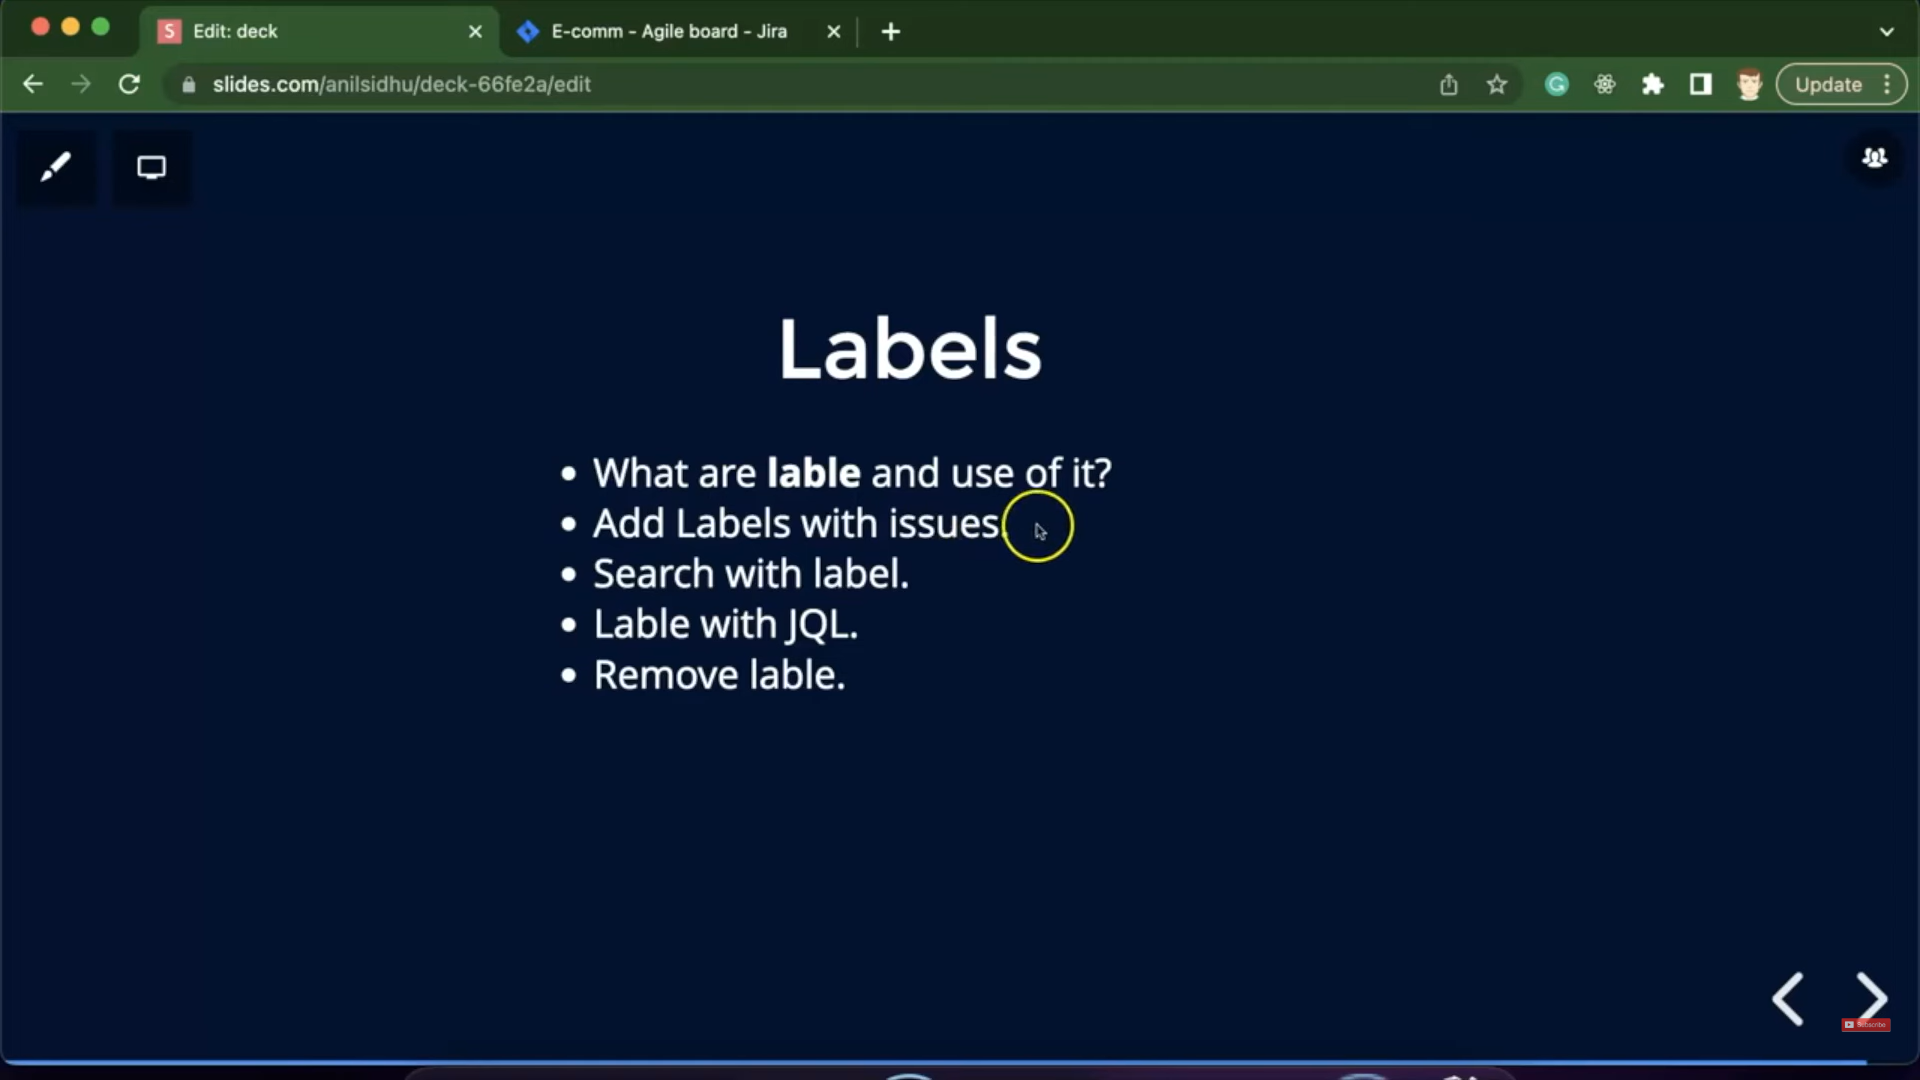 Edit: deck
E-comm - Agile board - Jira
slides.com/anilsidhu/deck-66fe2a/edit
Update
Labels
What are lable and use of it?
Add Labels with issues.
Search with label.
Lable with JQL.
Remove lable.
Subscribe